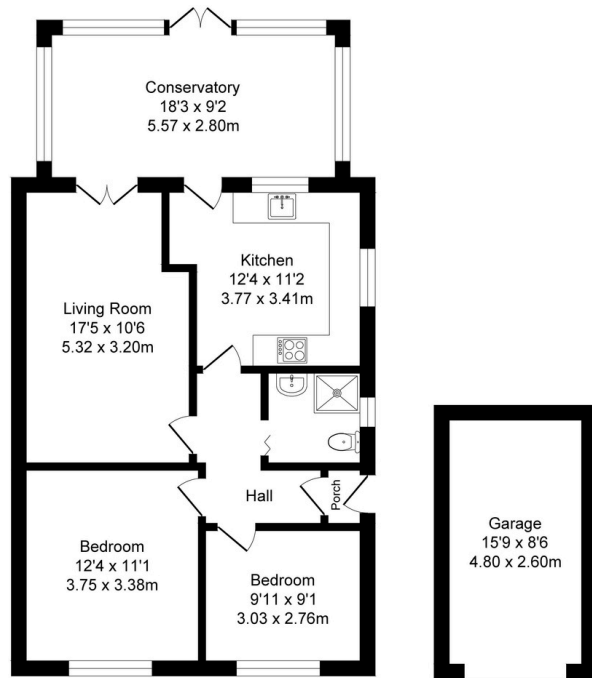 Conservatory
18'3 x 9'2
5.57 x 2.80m
Kitchen
12'4 x 11'2
3.77 x 3.41m
Living Room
17'5 x 10'6
5.32 x 3.20m
Hall
Porch
Bedroom
12'4 x 11'1
3.75 x 3.38m
Bedroom
9'11 x 9'1
3.03 x 2.76m
Garage
15'9 x 8'6
4.80 x 2.60m